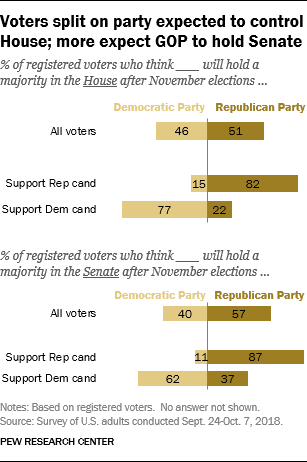 Voters split on party expected to control
House; more expect GOP to hold Senate
% of registered voters who think ___ will hold a
majority in the House after November elections ...
Democratic Party Republican Party
All voters 46 51
Support Rep cand 15 82
Support Dem cand 77 22
% of registered voters who think ___ will hold a
majority in the Senate after November elections ...
Democratic Party Republican Party
All voters 40 57
Support Rep cand 11 87
Support Dem cand 62 37
Notes: Based on registered voters. No answer not shown.
Source: Survey of U.S. adults conducted Sept. 24-Oct. 7, 2018.
PEW RESEARCH CENTER